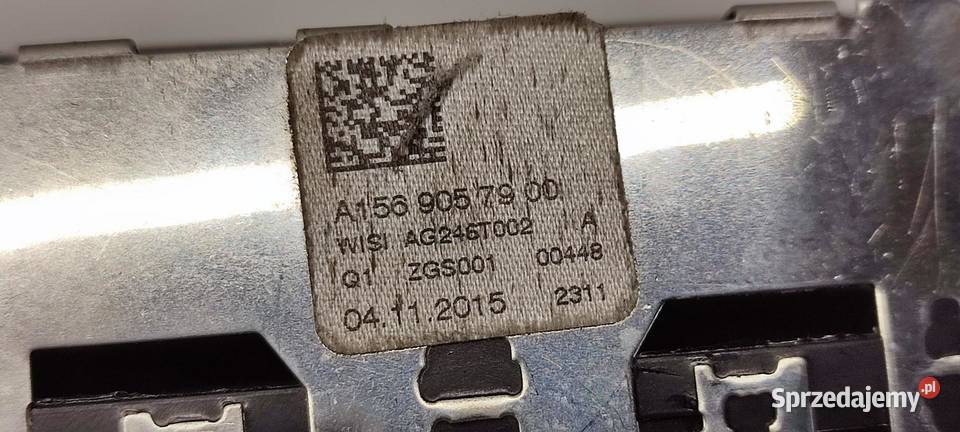 A156 905 79 00
WISI AG246T002 A
Q1 ZGS001 00448
04.11.2015 2311
Sprzedajemy.pl